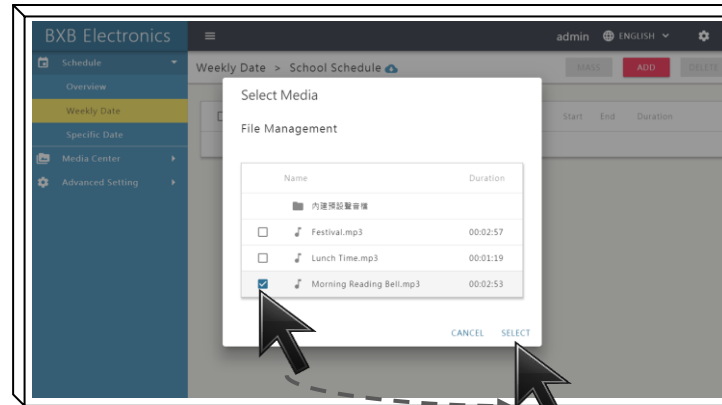 BXB Electronics
admin ENGLISH
Schedule
Overview
Weekly Date
Specific Date
Media Center
Advanced Setting
Weekly Date > School Schedule
MASS ADD DELETE
Start End Duration
Select Media
File Management
Name Duration
內建預設聲音檔
Festival.mp3 00:02:57
Lunch Time.mp3 00:01:19
Morning Reading Bell.mp3 00:02:53
CANCEL SELECT